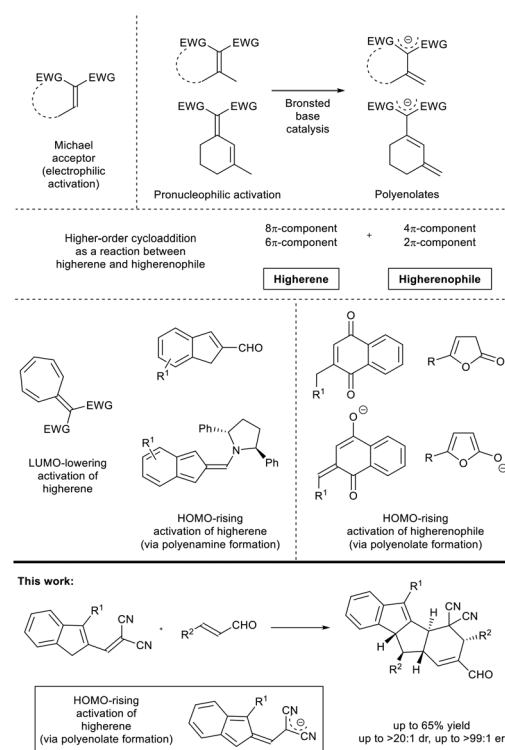 EWG EWG
Michael
acceptor
(electrophilic
activation)
EWG EWG
EWG EWG
Pronucleophilic activation
Bronsted
base
catalysis
EWG EWG
⊖
EWG EWG
⊖
Polyenolates
Higher-order cycloaddition
as a reaction between
higherene and higherenophile
8π-component
6π-component
+
4π-component
2π-component
Higherene
Higherenophile
EWG
EWG
LUMO-lowering
activation of
higherene
R1
CHO
R1
Ph
N
Ph
HOMO-rising
activation of higherene
(via polyenamine formation)
O
O
R1
R
O
O
O⊖
O
R1
R
O
O
⊖
HOMO-rising
activation of higherenophile
(via polyenolate formation)
This work:
R1
CN
CN
+
R2
CHO
R1
H
CN
CN
R2
H
R2
H
CHO
HOMO-rising
activation of
higherene
(via polyenolate formation)
R1
CN
⊖
CN
up to 65% yield
up to >20:1 dr, up to >99:1 er